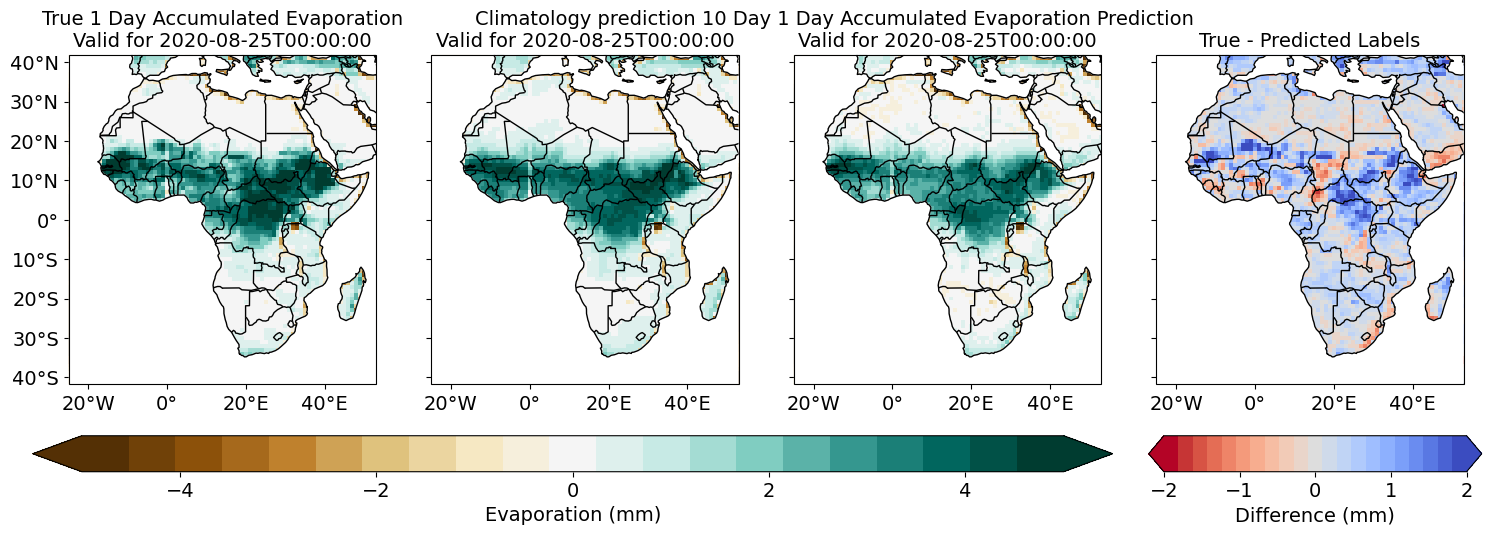 True 1 Day Accumulated Evaporation
Valid for 2020-08-25T00:00:00
Climatology prediction 10 Day 1 Day Accumulated Evaporation Prediction
Valid for 2020-08-25T00:00:00
Valid for 2020-08-25T00:00:00
True - Predicted Labels
40°N
30°N
20°N
10°N
0°
10°S
20°S
30°S
40°S
20°W 0° 20°E 40°E
20°W 0° 20°E 40°E
20°W 0° 20°E 40°E
20°W 0° 20°E 40°E
−4 −2 0 2 4
Evaporation (mm)
−2 −1 0 1 2
Difference (mm)